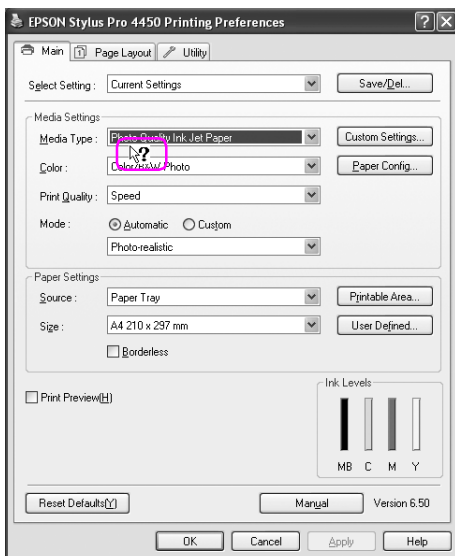 EPSON Stylus Pro 4450 Printing Preferences
Main Page Layout Utility
Select Setting : Current Settings Save/Del...
Media Settings
Media Type : Photo Quality Ink Jet Paper Custom Settings...
Color : Color/B&W Photo Paper Config...
Print Quality : Speed
Mode : Automatic Custom
Photo-realistic
Paper Settings
Source : Paper Tray Printable Area...
Size : A4 210 x 297 mm User Defined...
Borderless
Print Preview(H)
Ink Levels
MB C M Y
Reset Defaults(Y) Manual Version 6.50
OK Cancel Apply Help